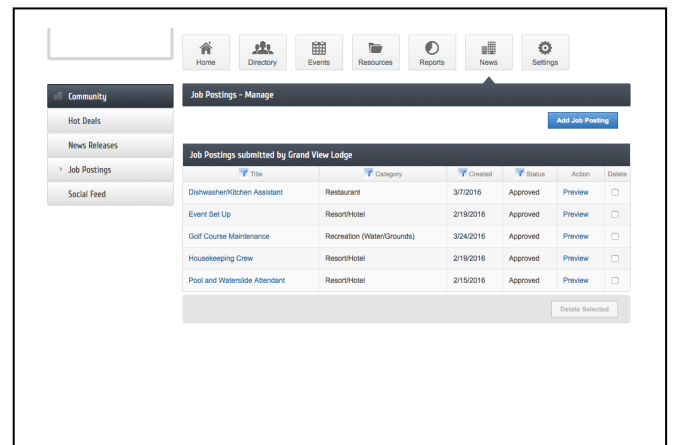 Home Directory Events Resources Reports News Settings
Community
Hot Deals
News Releases
Job Postings
Social Feed
Job Postings - Manage
Add Job Posting
Job Postings submitted by Grand View Lodge
Title Category Created Status Action Delete
Dishwasher/Kitchen Assistant Restaurant 3/7/2016 Approved Preview
Event Set Up Resort/Hotel 2/19/2016 Approved Preview
Golf Course Maintenance Recreation (Water/Grounds) 3/24/2016 Approved Preview
Housekeeping Crew Resort/Hotel 2/19/2016 Approved Preview
Pool and Waterslide Attendant Resort/Hotel 2/15/2016 Approved Preview
Delete Selected